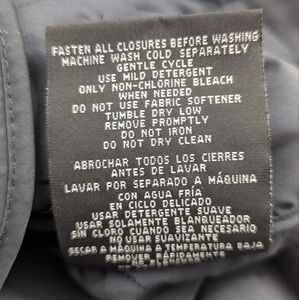 FASTEN ALL CLOSURES BEFORE WASHING
MACHINE WASH COLD SEPARATELY
GENTLE CYCLE
USE MILD DETERGENT
ONLY NON-CHLORINE BLEACH
WHEN NEEDED
DO NOT USE FABRIC SOFTENER
TUMBLE DRY LOW
REMOVE PROMPTLY
DO NOT IRON
DO NOT DRY CLEAN
ABROCHAR TODOS LOS CIERRES
ANTES DE LAVAR
LAVAR POR SEPARADO A MÁQUINA
CON AGUA FRÍA
CICLO DELICADO
USAR DETERGENTE SUAVE
USAR SOLAMENTE BLANQUEADOR
SIN CLORO CUANDO SEA NECESARIO
NO USAR SUAVIZANTE
SECAR A MÁQUINA A TEMPERATURA BAJA
REMOVER RÁPIDAMENTE